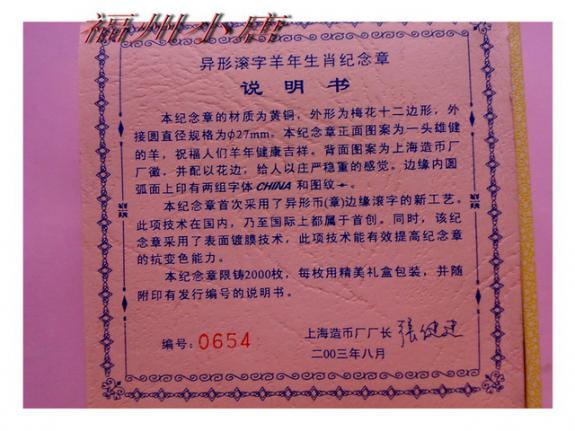 福州小唐
异形滚字羊年生肖纪念章
说明书
本纪念章的材质为黄铜，外形为梅花十二边形，外
接圆直径规格为φ27mm。本纪念章正面图案为一头雄健
的羊，祝福人们羊年健康吉祥。背面图案为上海造币厂
厂徽，并配以花边，给人以庄严稳重的感觉。边缘内圆
弧面上印有两组字体CHINA和图纹。
本纪念章首次采用了异形币(章)边缘滚字的新工艺。
此项技术在国内，乃至国际上都属于首创。同时，该纪
念章采用了表面镀膜技术，此项技术能有效提高纪念章
的抗变色能力。
本纪念章限铸2000枚，每枚用精美礼盒包装，并随
附印有发行编号的说明书。
编号：0654
上海造币厂厂长 張健建
二00三年八月